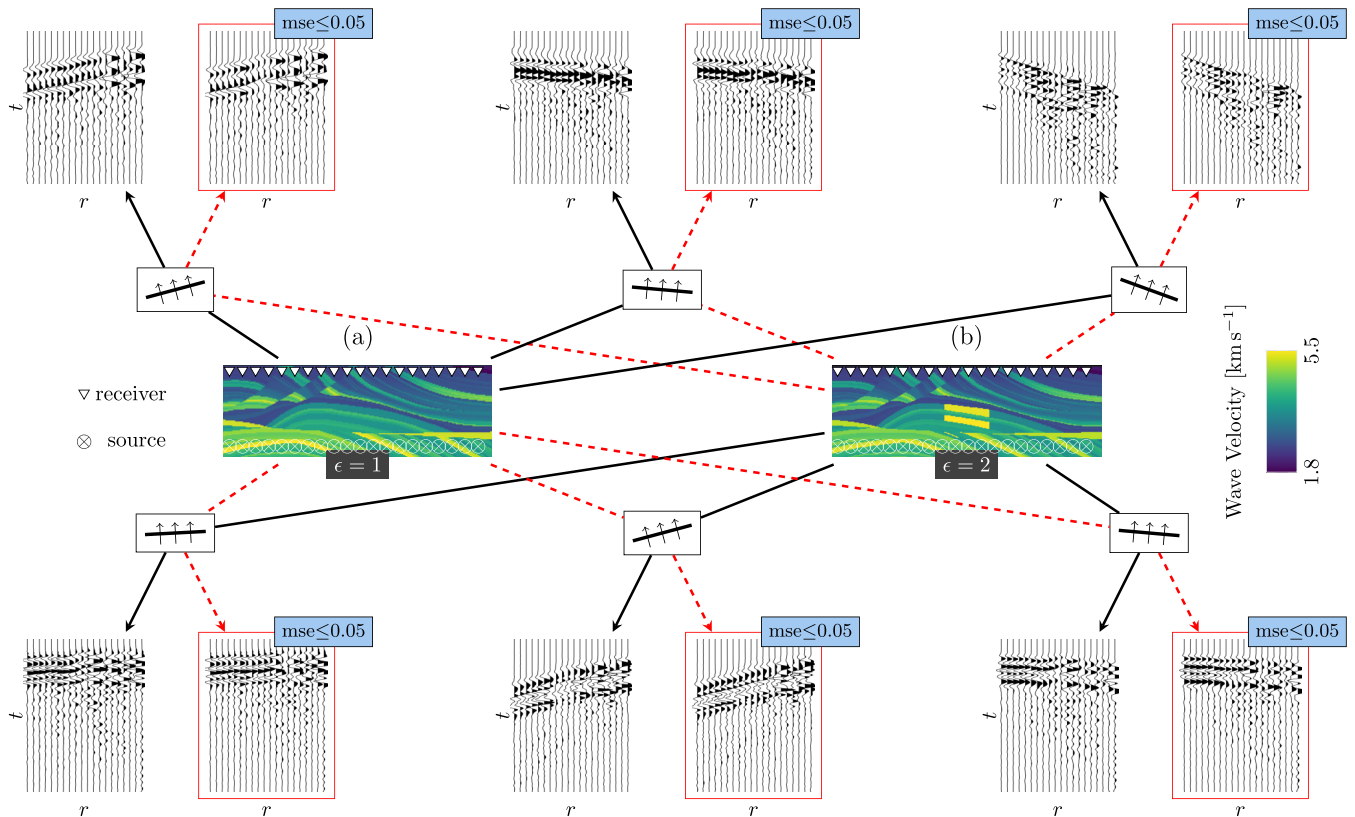 mse≤0.05
mse≤0.05
mse≤0.05
t
t
t
r
r
r
r
r
r
(a)
(b)
receiver
source
ϵ = 1
ϵ = 2
Wave Velocity [km s⁻¹]
5.5
1.8
mse≤0.05
mse≤0.05
mse≤0.05
t
t
t
r
r
r
r
r
r